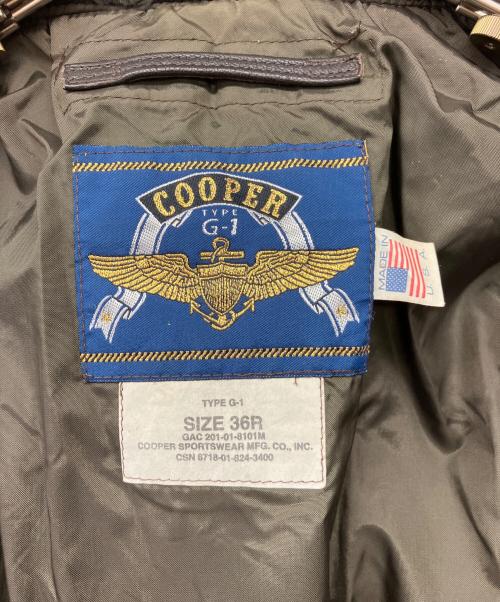 COOPER
TYPE
G-1
MADE IN
U.S.A.
TYPE G-1
SIZE 36R
GAC 201-01-8101M
COOPER SPORTSWEAR MFG. CO., INC.
CSN 8718-01-824-3400